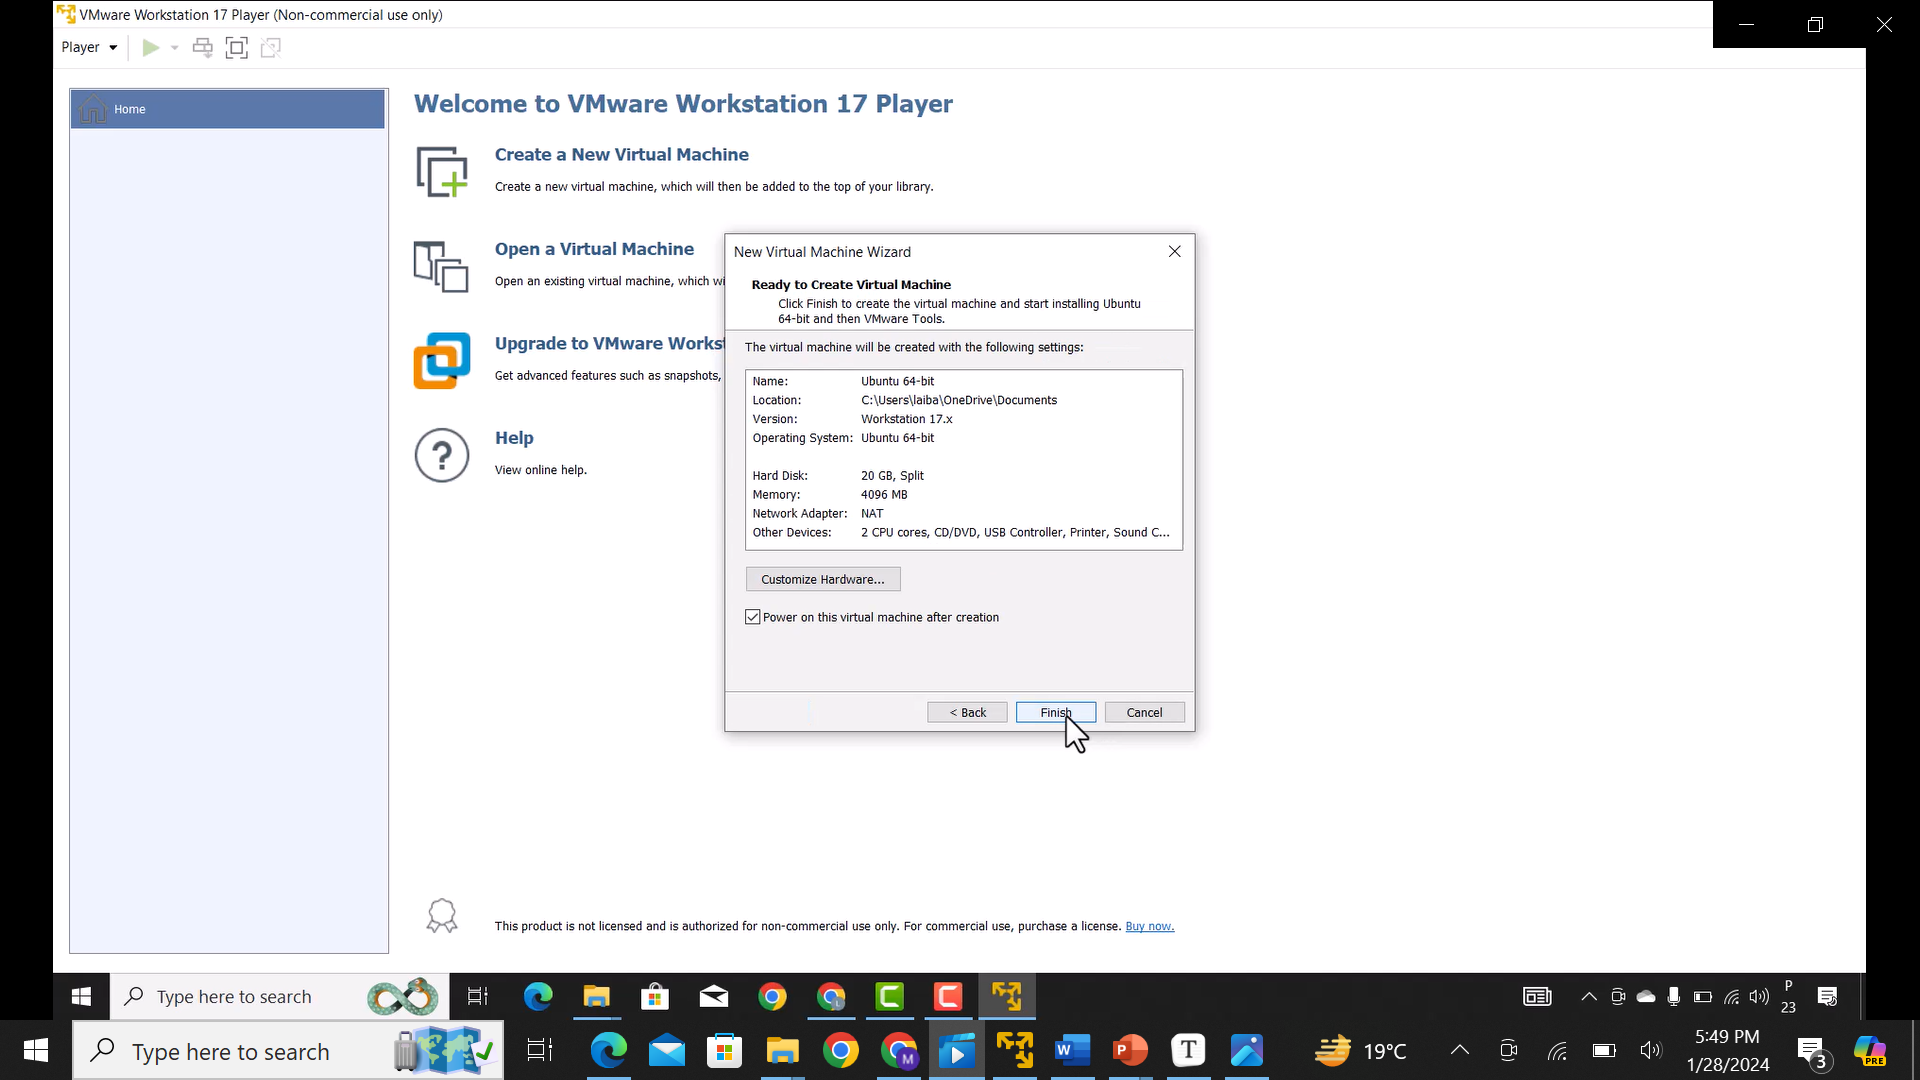 VMware Workstation 17 Player (Non-commercial use only)
Player
Home
Welcome to VMware Workstation 17 Player
Create a New Virtual Machine
Create a new virtual machine, which will then be added to the top of your library.
Open a Virtual Machine
Open an existing virtual machine, which wi
Upgrade to VMware Workst
Get advanced features such as snapshots,
Help
View online help.
New Virtual Machine Wizard
Ready to Create Virtual Machine
Click Finish to create the virtual machine and start installing Ubuntu
64-bit and then VMware Tools.
The virtual machine will be created with the following settings:
Name: Ubuntu 64-bit
Location: C:\Users\laiba\OneDrive\Documents
Version: Workstation 17.x
Operating System: Ubuntu 64-bit
Hard Disk: 20 GB, Split
Memory: 4096 MB
Network Adapter: NAT
Other Devices: 2 CPU cores, CD/DVD, USB Controller, Printer, Sound C...
Customize Hardware...
Power on this virtual machine after creation
< Back Finish Cancel
This product is not licensed and is authorized for non-commercial use only. For commercial use, purchase a license. Buy now.
Type here to search
P
23
Type here to search
19°C
5:49 PM
1/28/2024
3
PRE